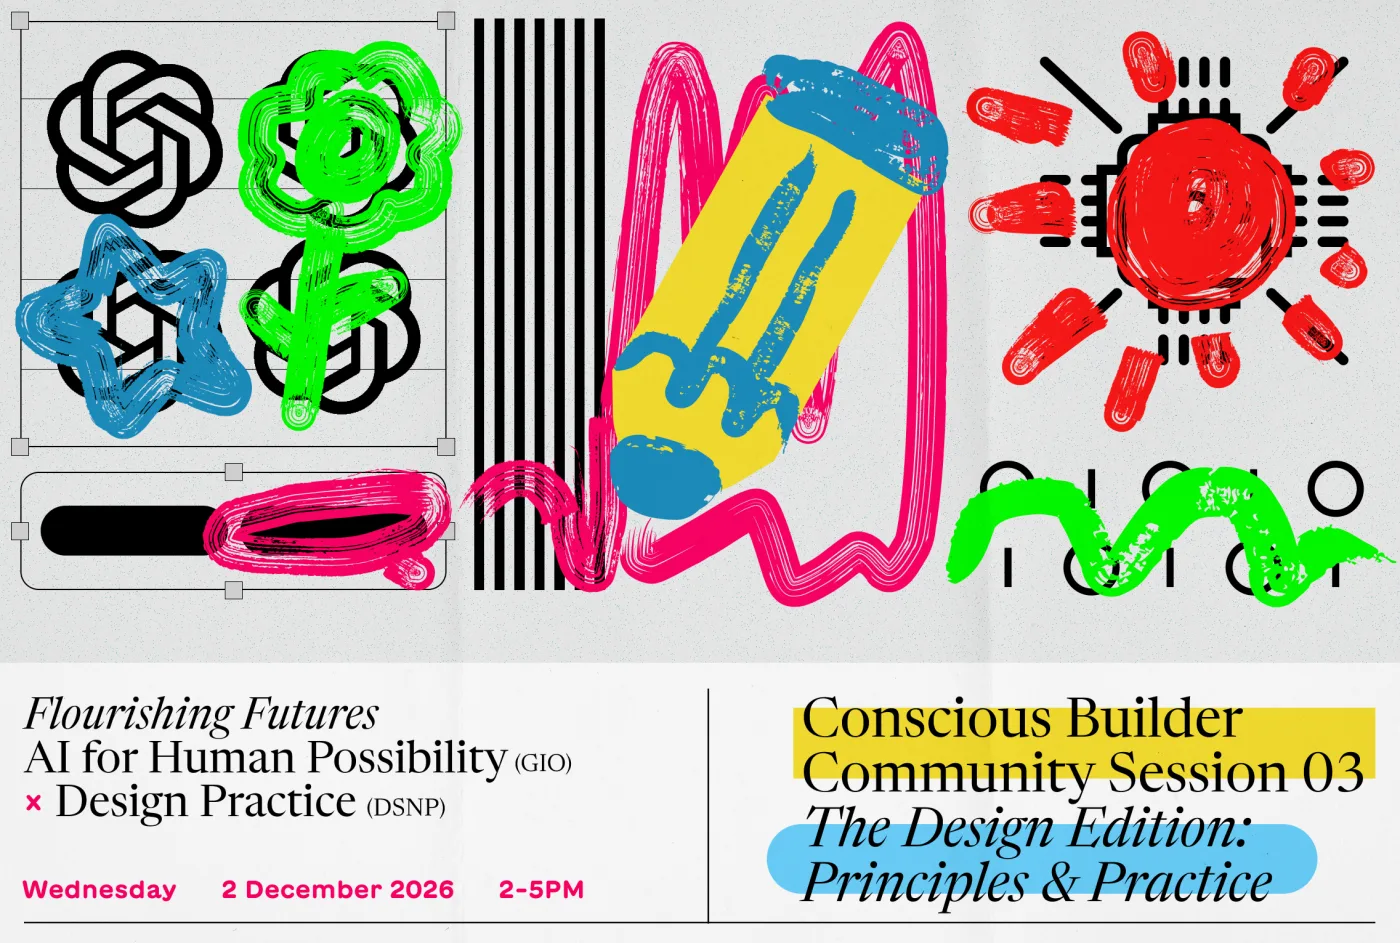 Flourishing Futures
AI for Human Possibility (GIO)
× Design Practice (DSNP)
Wednesday 2 December 2026 2-5PM
Conscious Builder
Community Session 03
The Design Edition:
Principles & Practice